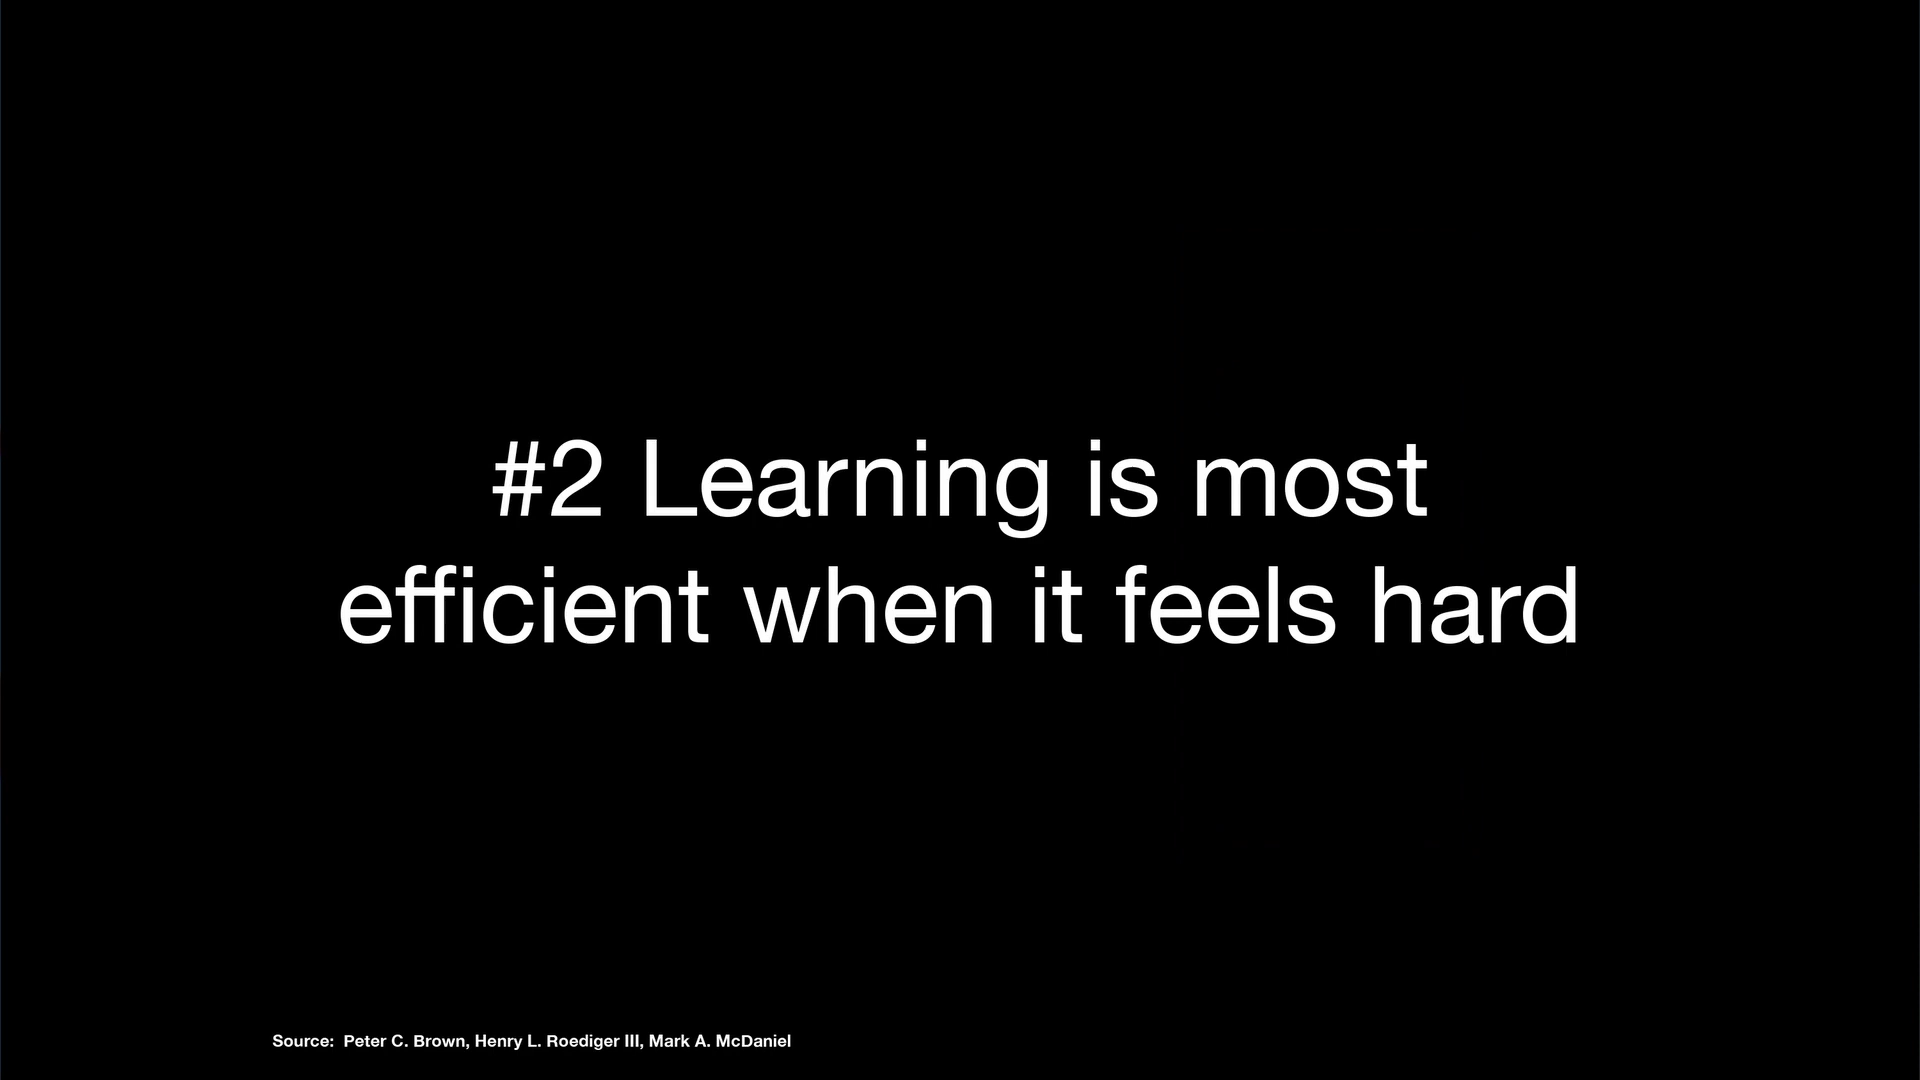 #2 Learning is most
efficient when it feels hard
Source:  Peter C. Brown, Henry L. Roediger III, Mark A. McDaniel